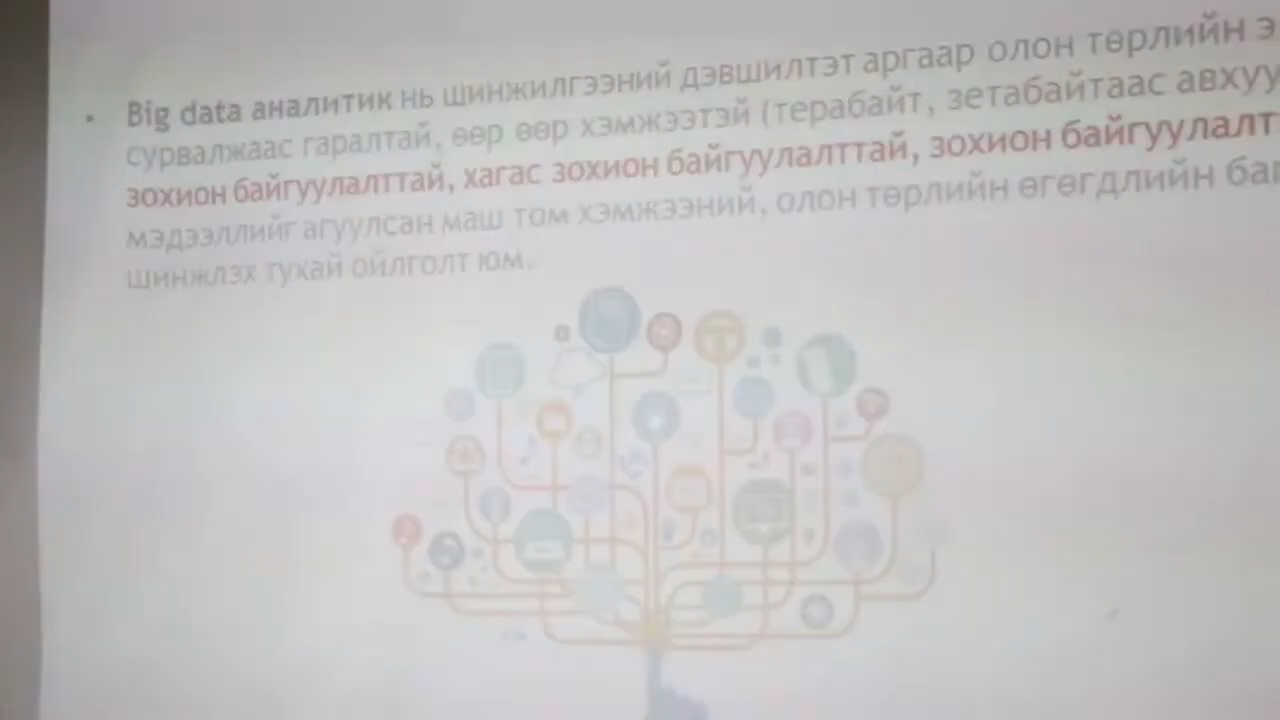 Big data аналитик нь шинжилгээний дэвшилтэт аргаар олон төрлийн э
сурвалжаас гаралтай, өөр өөр хэмжээтэй (терабайт, зетабайтаас авхуу
зохион байгуулалттай, хагас зохион байгуулалттай, зохион байгуулалт
мэдээллийг агуулсан маш том хэмжээний, олон төрлийн өгөгдлийн баг
шинжлэх тухай ойлголт юм.